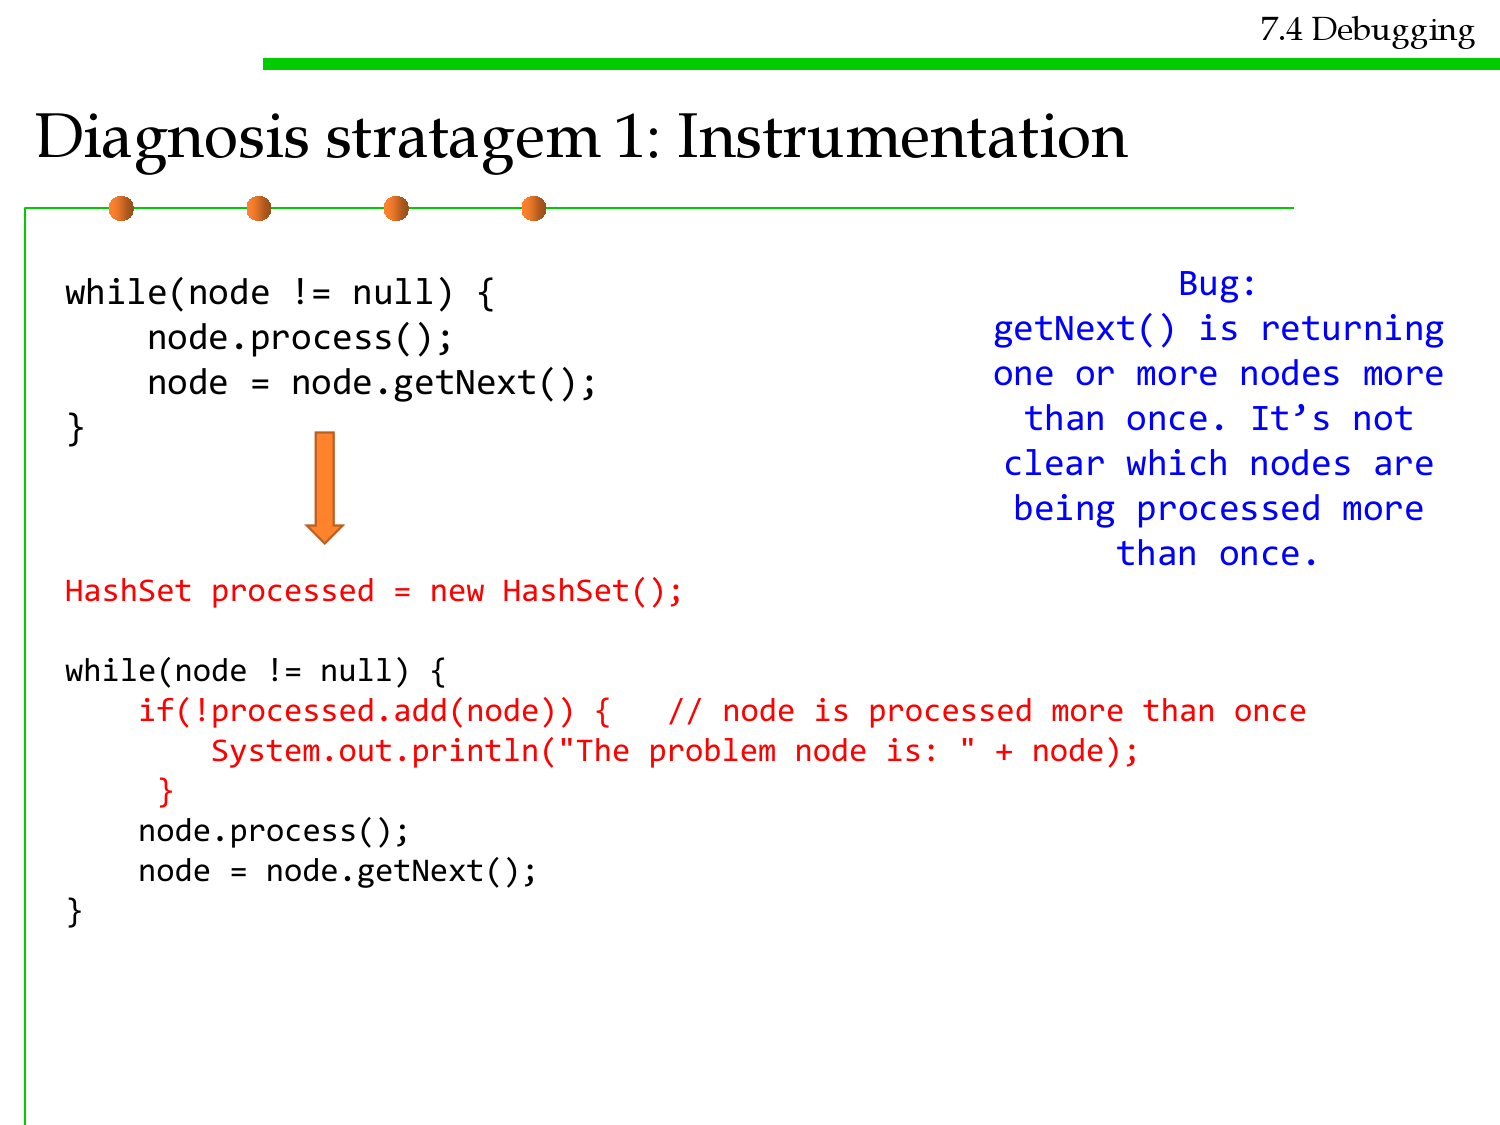 7.4 Debugging
Diagnosis stratagem 1: Instrumentation
while(node != null) {
    node.process();
    node = node.getNext();
}
Bug:
getNext() is returning
one or more nodes more
than once. It’s not
clear which nodes are
being processed more
than once.
HashSet processed = new HashSet();
while(node != null) {
    if(!processed.add(node)) {   // node is processed more than once
        System.out.println("The problem node is: " + node);
     }
    node.process();
    node = node.getNext();
}